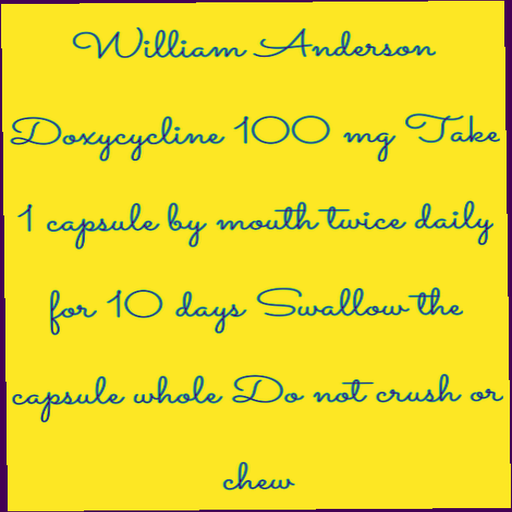 William Anderson
Doxycycline 100 mg Take
1 capsule by mouth twice daily
for 10 days Swallow the
capsule whole Do not crush or
chew